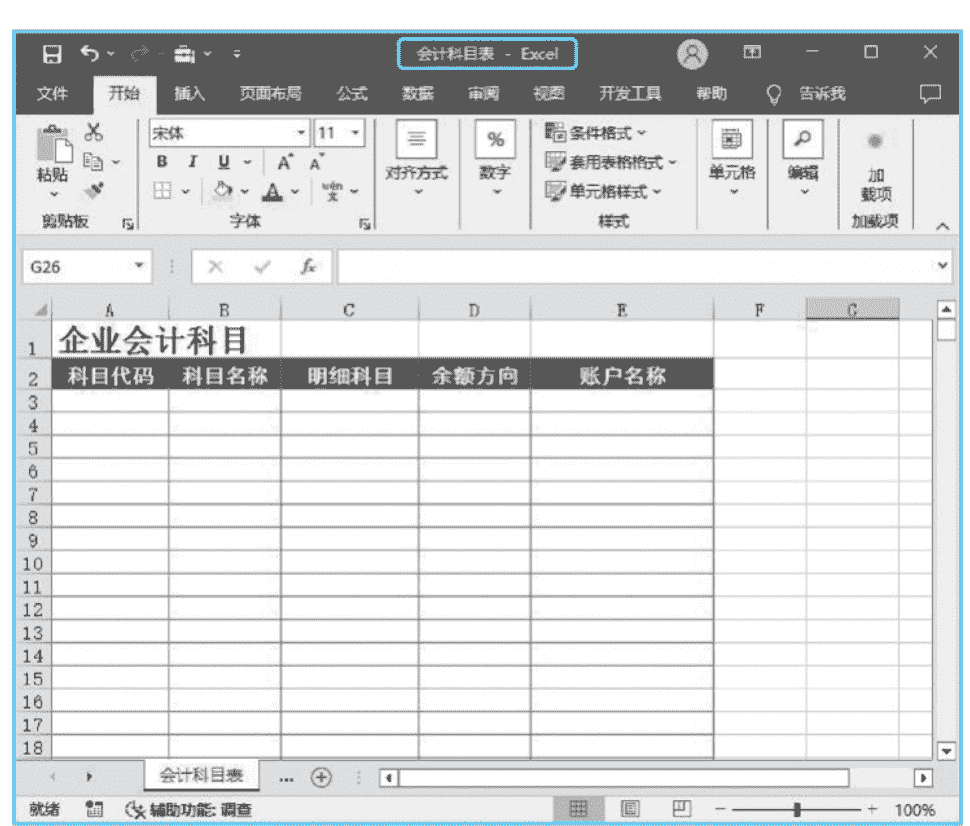 会计科目表 - Excel
文件 开始 插入 页面布局 公式 数据 审阅 视图 开发工具 帮助 告诉我
宋体 11
B I U A A
wén
文
A
粘贴
剪贴板
字体
对齐方式
%
数字
条件格式
套用表格格式
单元格样式
样式
单元格
编辑
加
载项
加载项
G26 fx
A B C D E F G
1 企业会计科目
2 科目代码 科目名称 明细科目 余额方向 账户名称
3
4
5
6
7
8
9
10
11
12
13
14
15
16
17
18
会计科目表 ...
就绪 辅助功能: 调查 100%